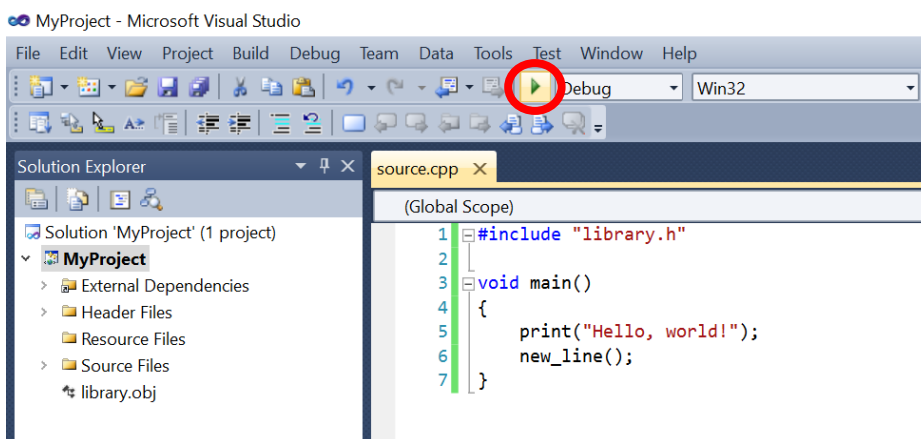 MyProject - Microsoft Visual Studio
File Edit View Project Build Debug Team Data Tools Test Window Help
Debug Win32
Solution Explorer
source.cpp
(Global Scope)
Solution 'MyProject' (1 project)
MyProject
External Dependencies
Header Files
Resource Files
Source Files
library.obj
1 #include "library.h"
2
3 void main()
4 {
5 print("Hello, world!");
6 new_line();
7 }